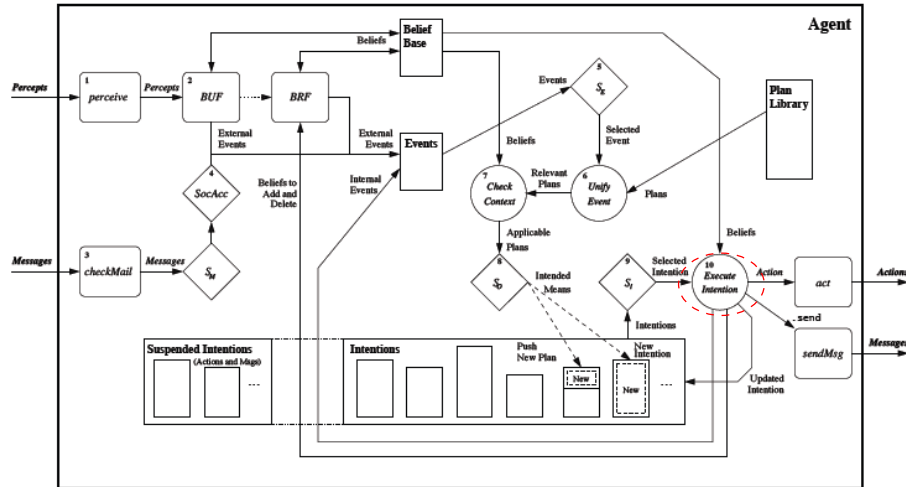 Agent
Belief
Base
Beliefs
Percepts
1
perceive
Percepts
2
BUF
BRF
External
Events
External
Events
Events
Internal
Events
Beliefs to
Add and
Delete
4
SocAcc
Messages
3
checkMail
Messages
S_M
Events
5
S_E
Selected
Event
Beliefs
Plan
Library
7
Check
Context
Relevant
Plans
6
Unify
Event
Plans
Applicable
Plans
8
S_O
Intended
Means
9
S_I
Selected
Intention
Beliefs
10
Execute
Intention
Action
act
Actions
.send
sendMsg
Messages
Intentions
Suspended Intentions
(Actions and Msgs)
...
Intentions
Push
New Plan
New
New
Intention
New
...
Updated
Intention